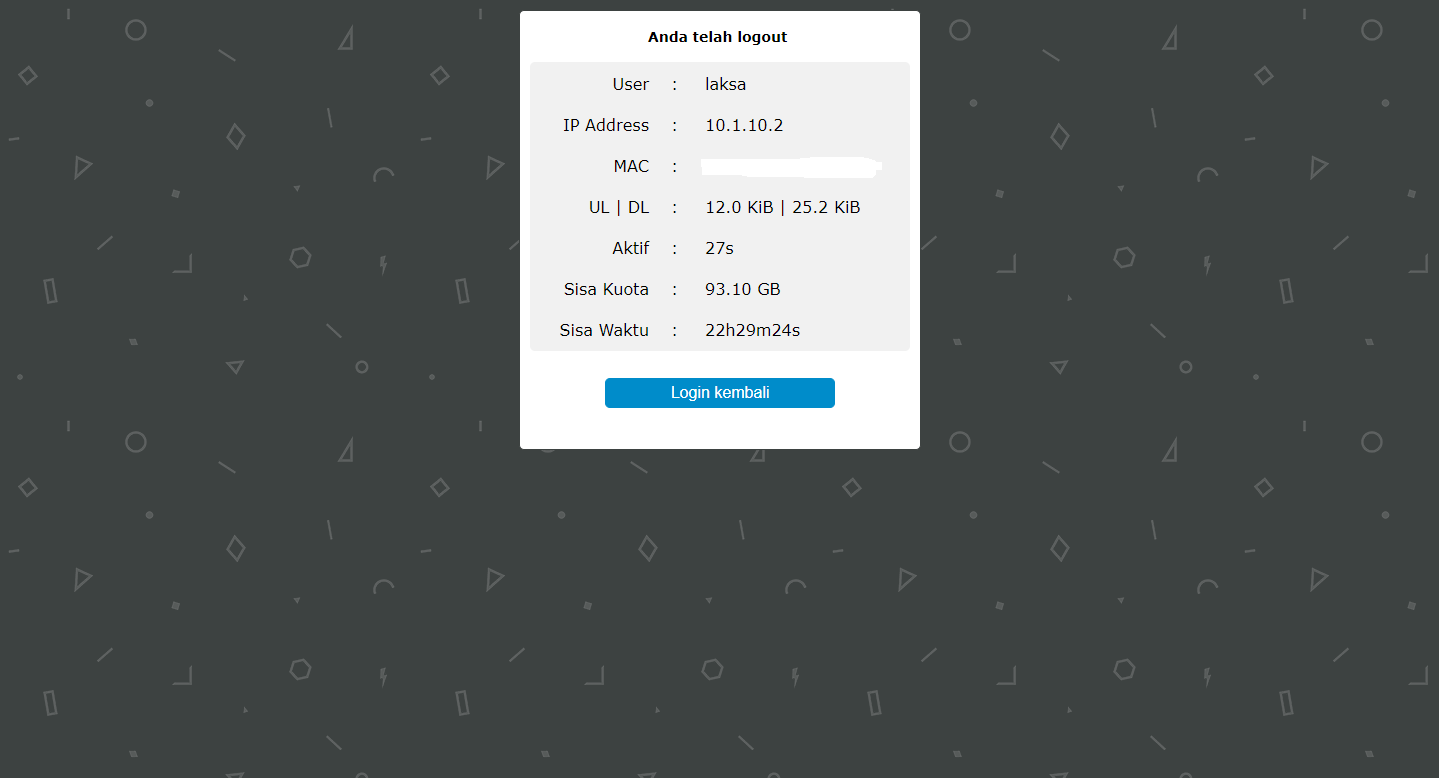 Anda telah logout
User : laksa
IP Address : 10.1.10.2
MAC :
UL | DL : 12.0 KiB | 25.2 KiB
Aktif : 27s
Sisa Kuota : 93.10 GB
Sisa Waktu : 22h29m24s
Login kembali